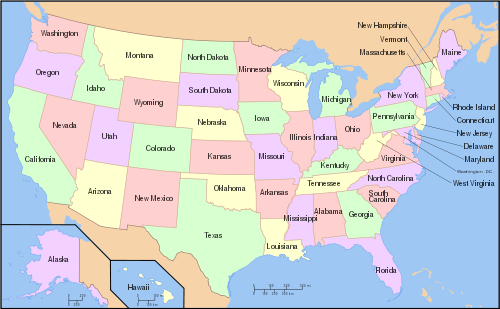 New Hampshire
Vermont
Massachusetts
Washington
Montana
North Dakota
Minnesota
Maine
Oregon
Idaho
South Dakota
Wisconsin
Michigan
New York
Wyoming
Rhode Island
Connecticut
Nebraska
Iowa
Pennsylvania
Nevada
Utah
Colorado
Illinois
Indiana
Ohio
New Jersey
Delaware
Maryland
Washington, DC
California
Kansas
Missouri
Kentucky
Virginia
West Virginia
Arizona
New Mexico
Oklahoma
Arkansas
Tennessee
North Carolina
South
Carolina
Texas
Louisiana
Mississippi
Alabama
Georgia
Florida
Alaska
Hawaii